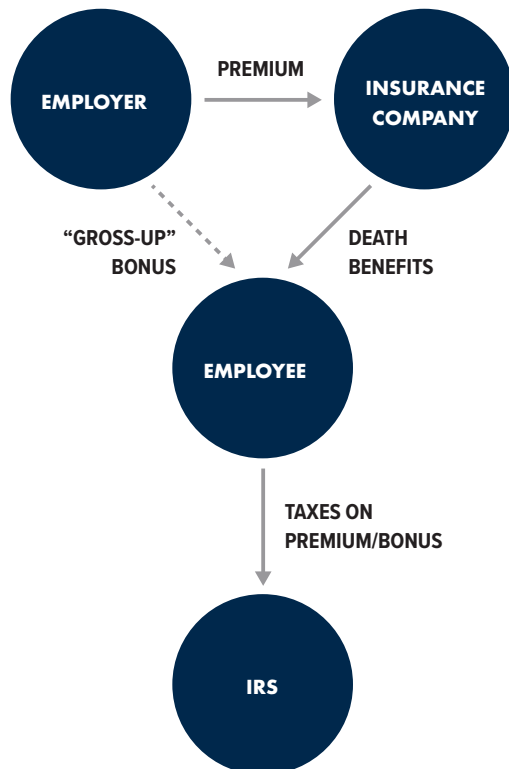 PREMIUM
EMPLOYER
INSURANCE
COMPANY
“GROSS-UP”
BONUS
DEATH
BENEFITS
EMPLOYEE
TAXES ON
PREMIUM/BONUS
IRS